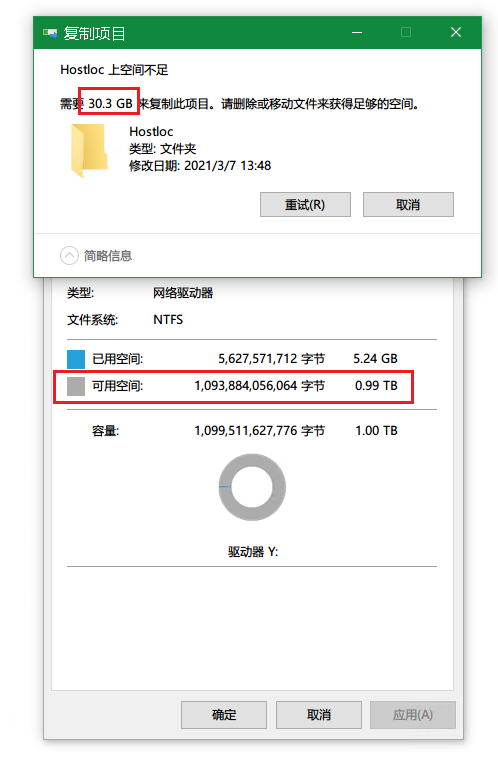 复制项目
Hostloc 上空间不足
需要 30.3 GB 来复制此项目。请删除或移动文件来获得足够的空间。
Hostloc
类型: 文件夹
修改日期: 2021/3/7 13:48
重试(R) 取消
简略信息
类型: 网络驱动器
文件系统: NTFS
已用空间: 5,627,571,712 字节 5.24 GB
可用空间: 1,093,884,056,064 字节 0.99 TB
容量: 1,099,511,627,776 字节 1.00 TB
驱动器 Y:
确定 取消 应用(A)